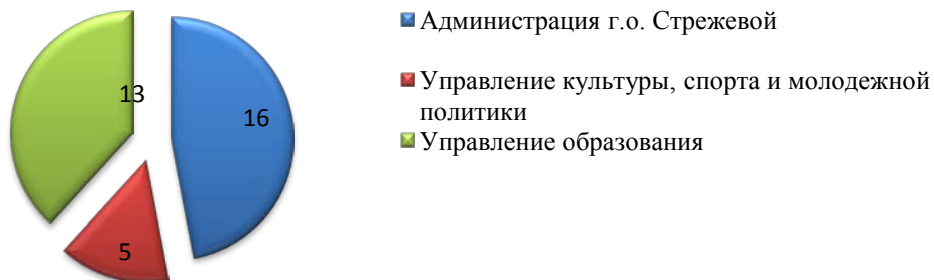 13
16
5
Администрация г.о. Стрежевой
Управление культуры, спорта и молодежной
политики
Управление образования